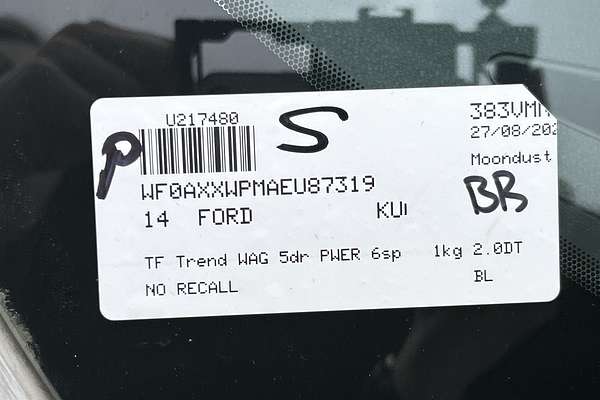 U217480
383VMM
P
S
27/08/202
Moondust
WF0AXXWPMAEU87319
14 FORD KU
BR
TF Trend WAG 5dr PWER 6sp 1kg 2.0DT
NO RECALL BL